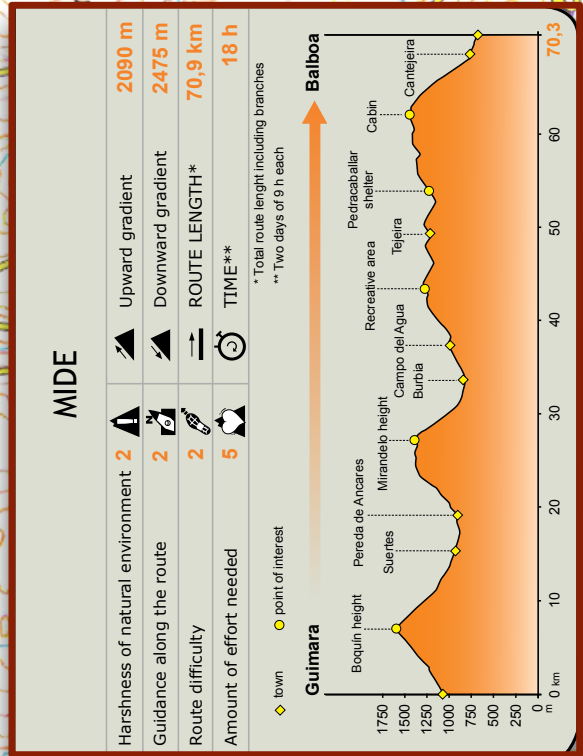 MIDE
Harshness of natural environment 2 Upward gradient 2090 m
Guidance along the route 2 N Downward gradient 2475 m
Route difficulty 2 ROUTE LENGTH* 70,9 km
Amount of effort needed 5 TIME** 18 h
town point of interest
* Total route lenght including branches
** Two days of 9 h each
Guimara Balboa
Boquín height
Suertes
Pereda de Ancares
Mirandelo height
Burbia
Campo del Agua
Recreative area
Tejeira
Pedracaballar
shelter
Cabin
Cantejeira
1750
1500
1250
1000
750
500
250
0
m
0 km 10 20 30 40 50 60 70,3